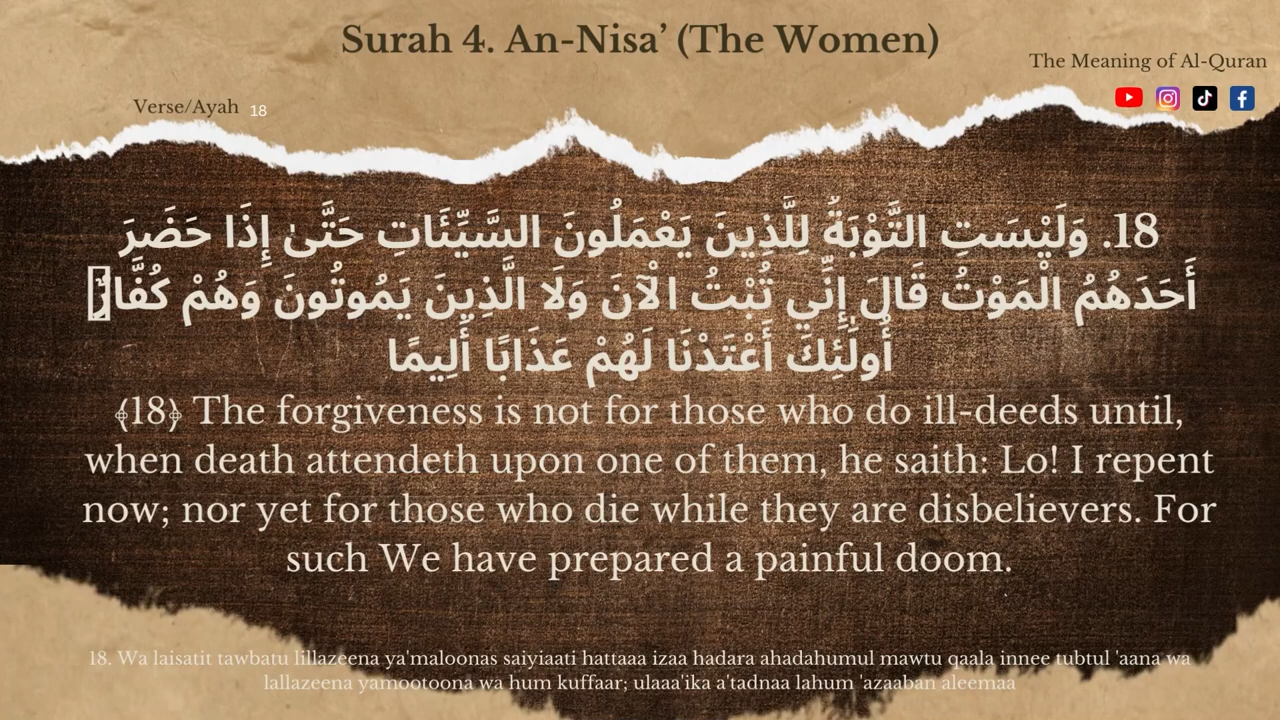 Surah 4. An-Nisa’ (The Women)
The Meaning of Al-Quran
Verse/Ayah 18
18. وَلَيْسَتِ التَّوْبَةُ لِلَّذِينَ يَعْمَلُونَ السَّيِّئَاتِ حَتَّىٰ إِذَا حَضَرَ
أَحَدَهُمُ الْمَوْتُ قَالَ إِنِّي تُبْتُ الْآنَ وَلَا الَّذِينَ يَمُوتُونَ وَهُمْ كُفَّارٌ
أُولَٰئِكَ أَعْتَدْنَا لَهُمْ عَذَابًا أَلِيمًا
﴾18﴿ The forgiveness is not for those who do ill-deeds until,
when death attendeth upon one of them, he saith: Lo! I repent
now; nor yet for those who die while they are disbelievers. For
such We have prepared a painful doom.
18. Wa laisatit tawbatu lillazeena ya'maloonas saiyiaati hattaaa izaa hadara ahadahumul mawtu qaala innee tubtul 'aana wa
lallazeena yamootoona wa hum kuffaar; ulaaa'ika a'tadnaa lahum 'azaaban aleemaa